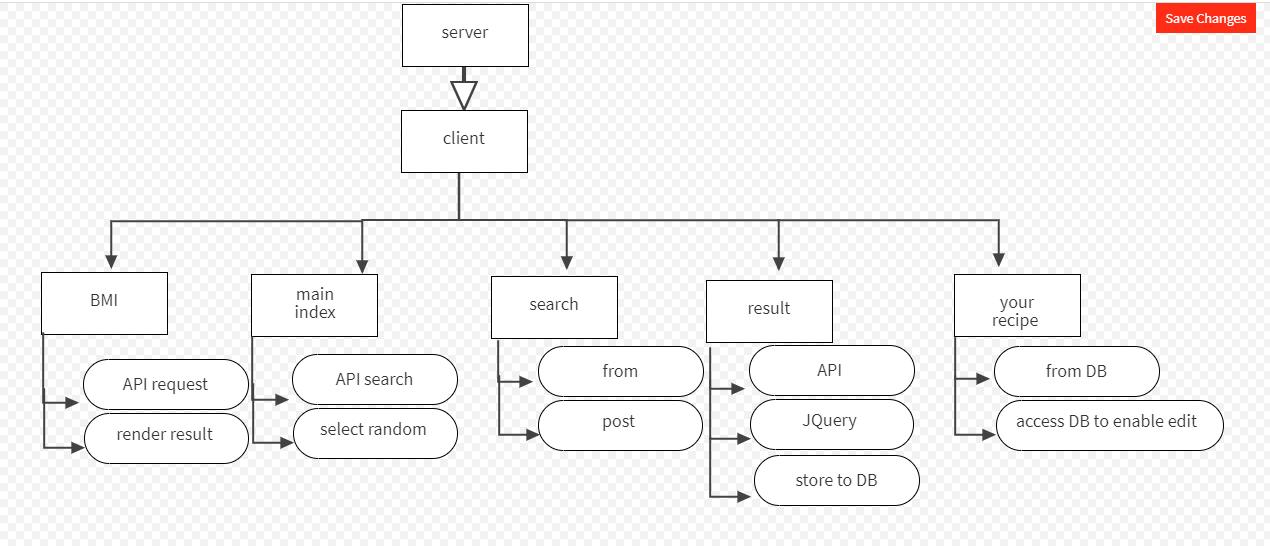 Save Changes
server
client
BMI
main
index
search
result
your
recipe
API request
render result
API search
select random
from
post
API
JQuery
store to DB
from DB
access DB to enable edit